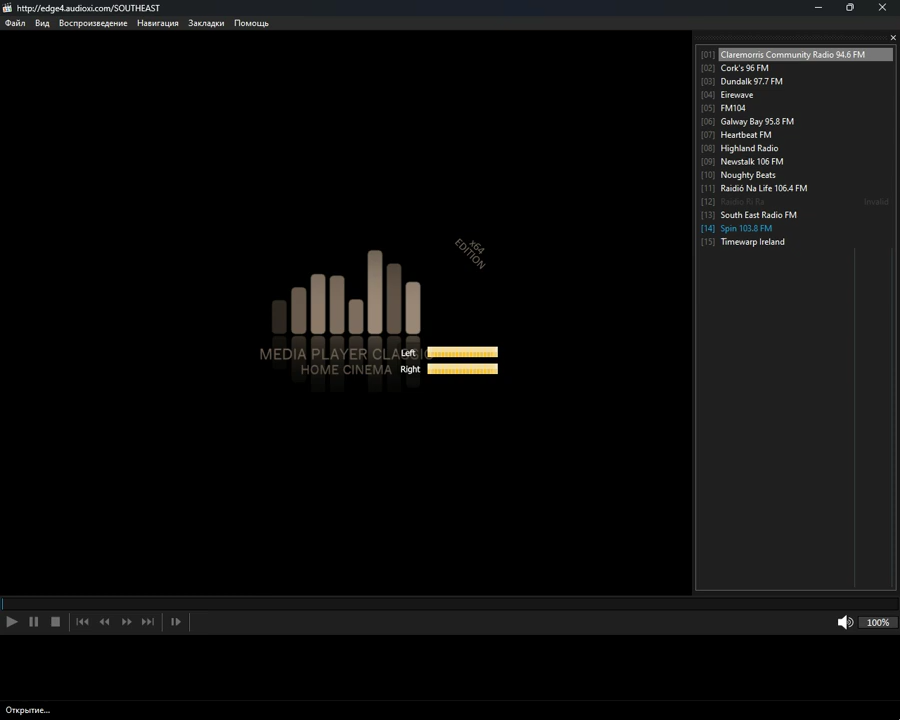 http://edge4.audioxi.com/SOUTHEAST
Файл Вид Воспроизведение Навигация Закладки Помощь
[01] Claremorris Community Radio 94.6 FM
[02] Cork's 96 FM
[03] Dundalk 97.7 FM
[04] Eirewave
[05] FM104
[06] Galway Bay 95.8 FM
[07] Heartbeat FM
[08] Highland Radio
[09] Newstalk 106 FM
[10] Noughty Beats
[11] Raidió Na Life 106.4 FM
[12] Raidio Ri Ra Invalid
[13] South East Radio FM
[14] Spin 103.8 FM
[15] Timewarp Ireland
x64
EDITION
MEDIA PLAYER CLASSIC
HOME CINEMA
Left
Right
100%
Открытие...